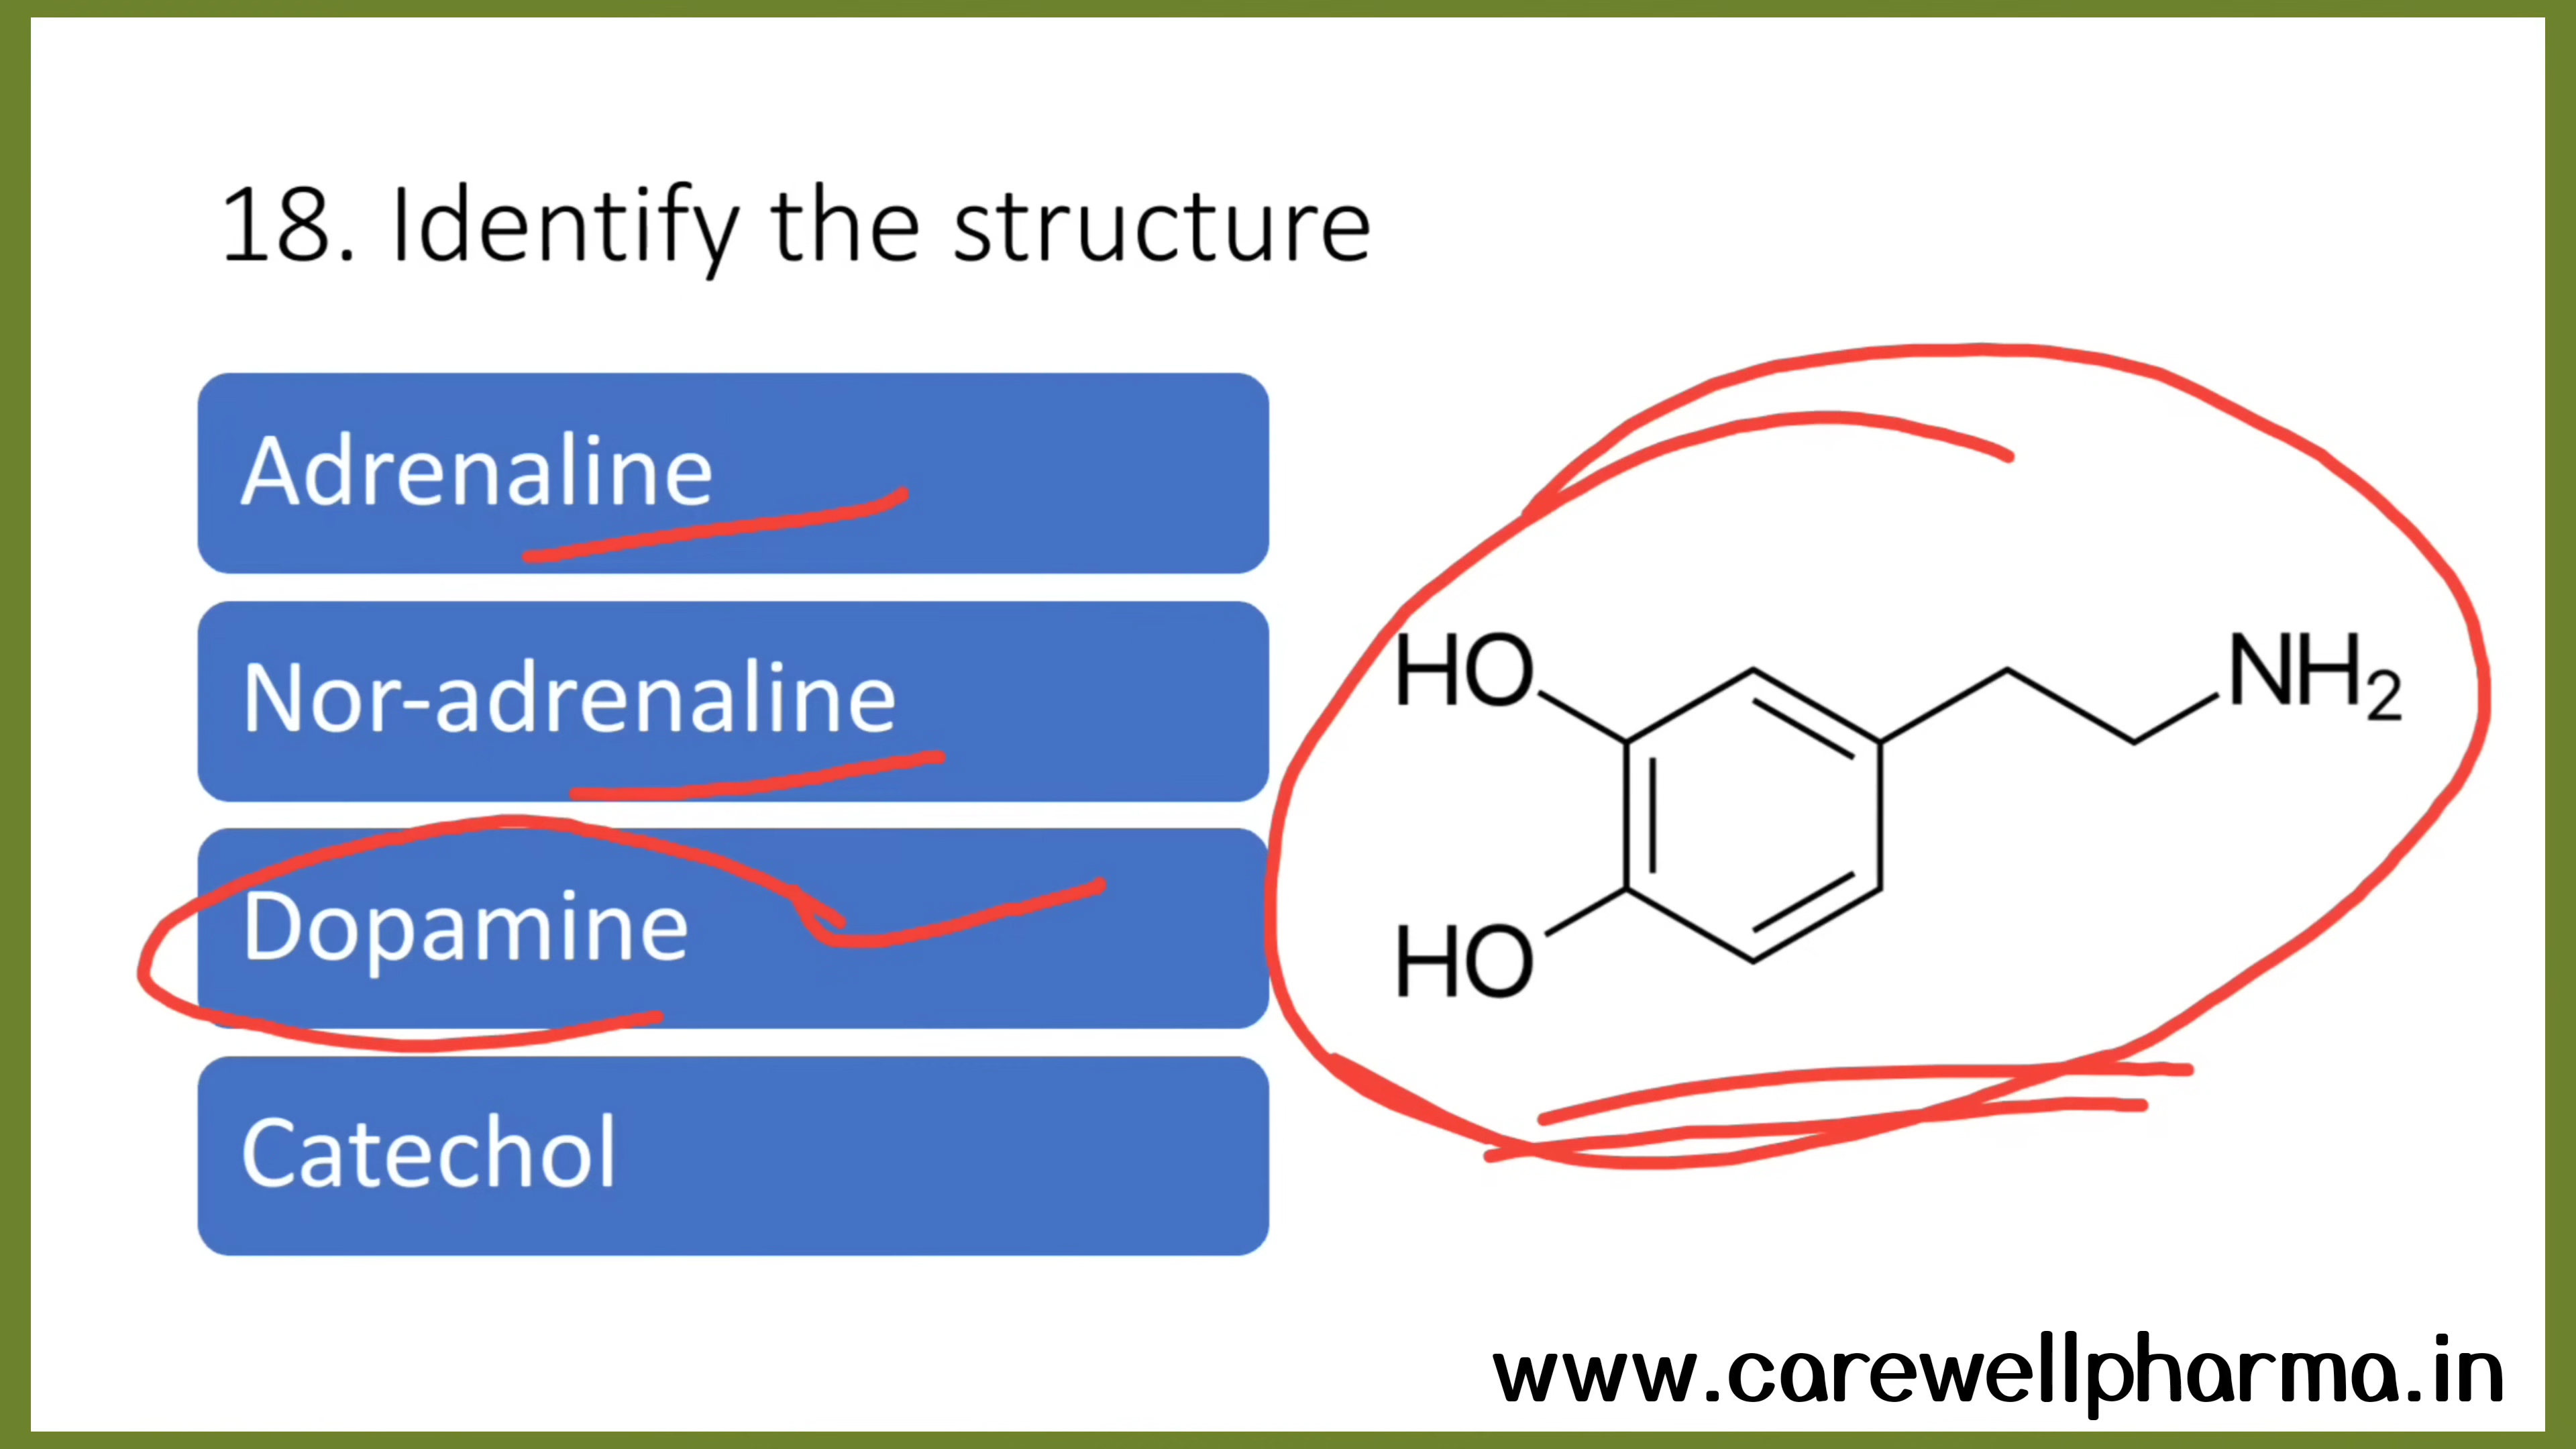 18. Identify the structure
Adrenaline
Nor-adrenaline
Dopamine
Catechol
HO
NH₂
HO
www.carewellpharma.in